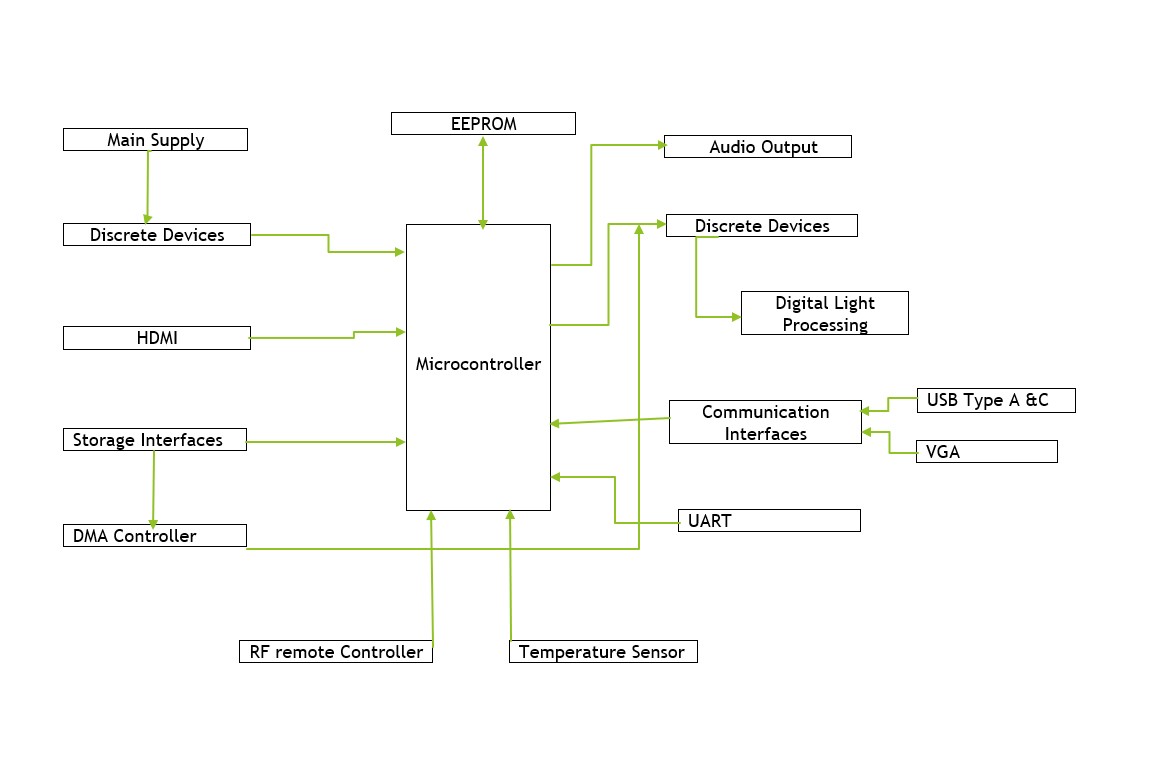 EEPROM
Main Supply
Audio Output
Discrete Devices
Discrete Devices
Digital Light
Processing
HDMI
Microcontroller
USB Type A &C
Communication
Interfaces
Storage Interfaces
VGA
UART
DMA Controller
RF remote Controller
Temperature Sensor